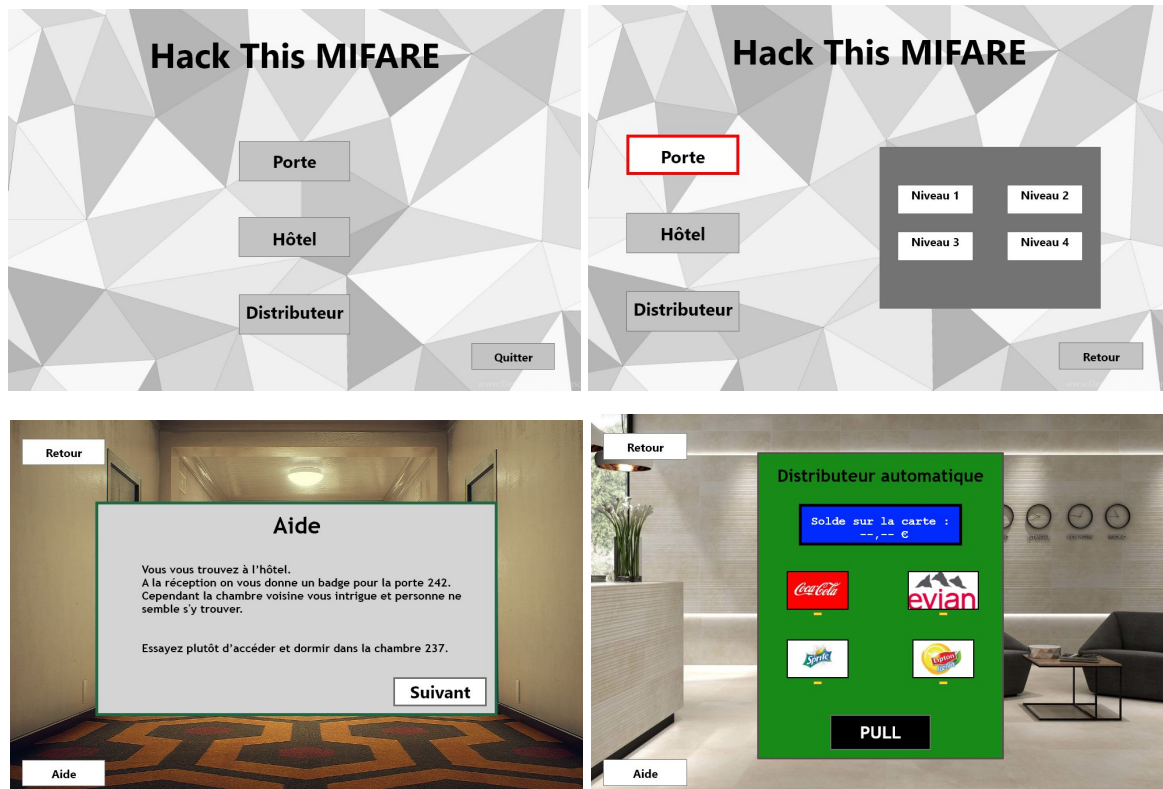 Hack This MIFARE
Porte
Hôtel
Distributeur
Quitter
Hack This MIFARE
Porte
Niveau 1
Niveau 2
Niveau 3
Niveau 4
Hôtel
Distributeur
Retour
Retour
Aide
Vous vous trouvez à l'hôtel.
A la réception on vous donne un badge pour la porte 242.
Cependant la chambre voisine vous intrigue et personne ne
semble s'y trouver.
Essayez plutôt d'accéder et dormir dans la chambre 237.
Suivant
Aide
Retour
Distributeur automatique
Solde sur la carte :
--,-- €
Coca-Cola
evian
Sprite
Lipton
PULL
Aide